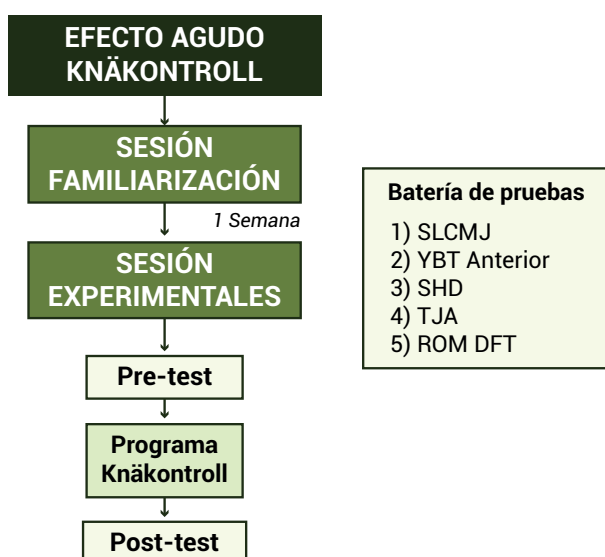 EFECTO AGUDO
KNÄKONTROLL
SESIÓN
FAMILIARIZACIÓN
1 Semana
SESIÓN
EXPERIMENTALES
Pre-test
Programa
Knäkontroll
Post-test
Batería de pruebas
1) SLCMJ
2) YBT Anterior
3) SHD
4) TJA
5) ROM DFT